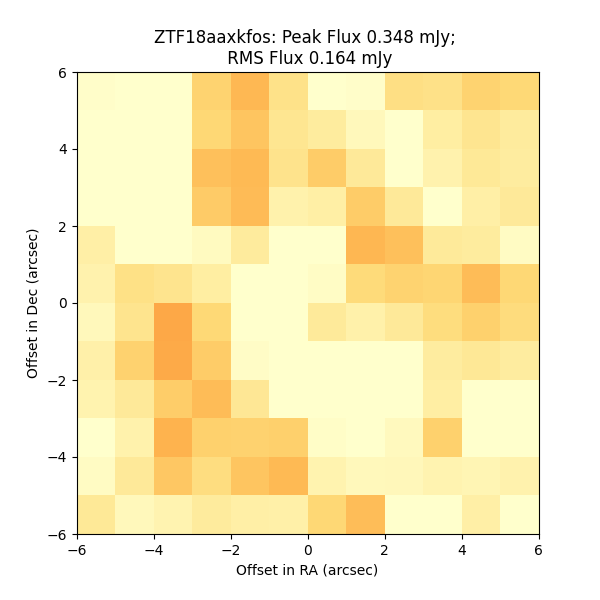 ZTF18aaxkfos: Peak Flux 0.348 mJy;
RMS Flux 0.164 mJy
6
4
2
0
−2
−4
−6
Offset in Dec (arcsec)
−6 −4 −2 0 2 4 6
Offset in RA (arcsec)